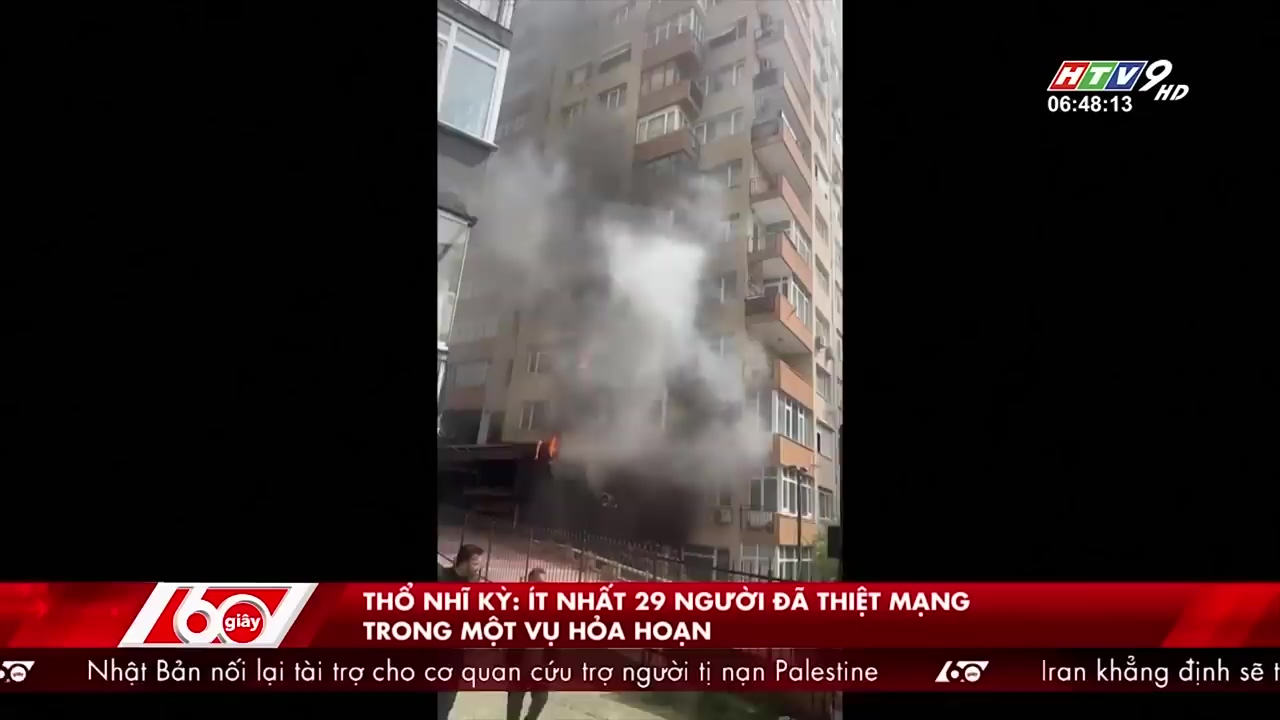 HTV9 HD
06:48:13
60 giây
THỔ NHĨ KỲ: ÍT NHẤT 29 NGƯỜI ĐÃ THIỆT MẠNG
TRONG MỘT VỤ HỎA HOẠN
Nhật Bản nối lại tài trợ cho cơ quan cứu trợ người tị nạn Palestine
60 giây
Iran khẳng định sẽ